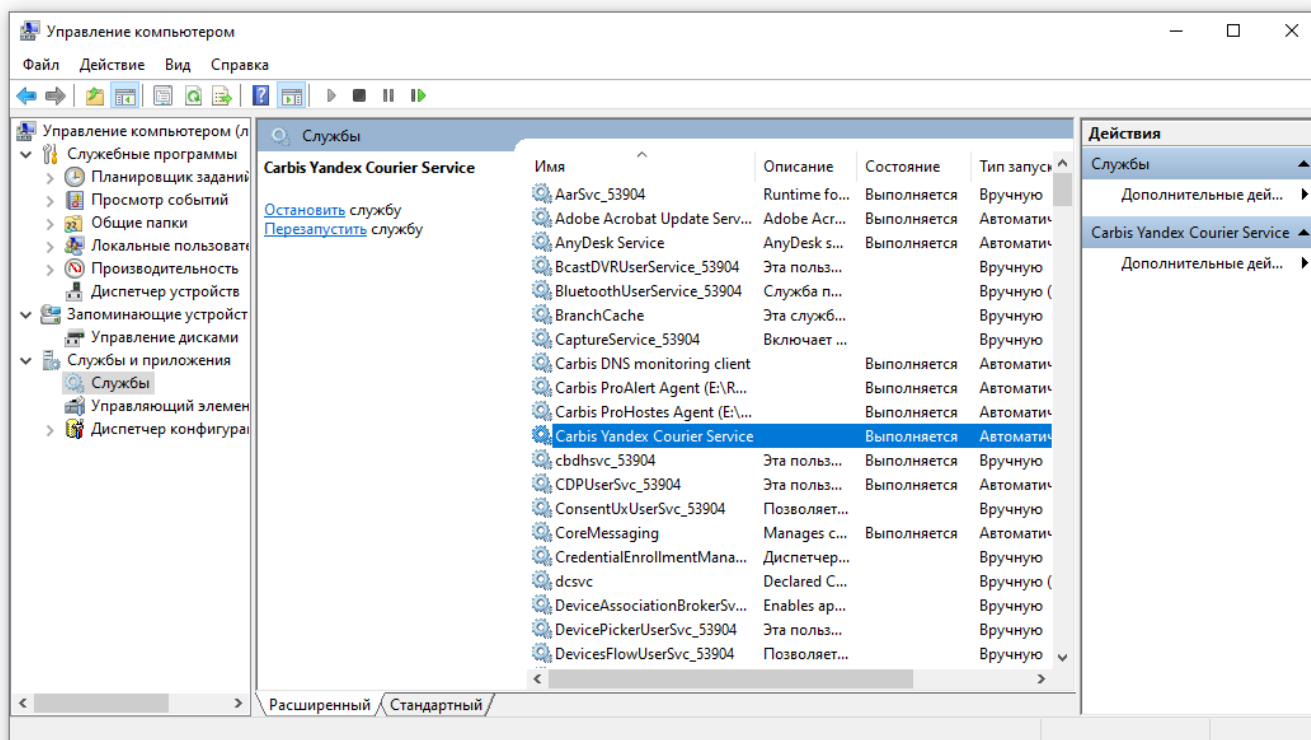 Управление компьютером
Файл Действие Вид Справка
Управление компьютером (л
Служебные программы
Планировщик заданий
Просмотр событий
Общие папки
Локальные пользовате
Производительность
Диспетчер устройств
Запоминающие устройст
Управление дисками
Службы и приложения
Службы
Управляющий элемен
Диспетчер конфигура
Службы
Carbis Yandex Courier Service
Остановить службу
Перезапустить службу
Имя Описание Состояние Тип запуск
AarSvc_53904 Runtime fo... Выполняется Вручную
Adobe Acrobat Update Serv... Adobe Acr... Выполняется Автоматич
AnyDesk Service AnyDesk s... Выполняется Автоматич
BcastDVRUserService_53904 Эта польз... Вручную
BluetoothUserService_53904 Служба п... Вручную (
BranchCache Эта служб... Вручную
CaptureService_53904 Включает ... Вручную
Carbis DNS monitoring client Выполняется Автоматич
Carbis ProAlert Agent (E:\R... Выполняется Автоматич
Carbis ProHostes Agent (E:\... Выполняется Автоматич
Carbis Yandex Courier Service Выполняется Автоматич
cbdhsvc_53904 Эта польз... Выполняется Вручную
CDPUserSvc_53904 Эта польз... Выполняется Автоматич
ConsentUxUserSvc_53904 Позволяет... Вручную
CoreMessaging Manages c... Выполняется Автоматич
CredentialEnrollmentMana... Диспетчер... Вручную
dcsvc Declared C... Вручную (
DeviceAssociationBrokerSv... Enables ap... Вручную
DevicePickerUserSvc_53904 Эта польз... Вручную
DevicesFlowUserSvc_53904 Позволяет... Вручную
Расширенный Стандартный
Действия
Службы
Дополнительные дей...
Carbis Yandex Courier Service
Дополнительные дей...